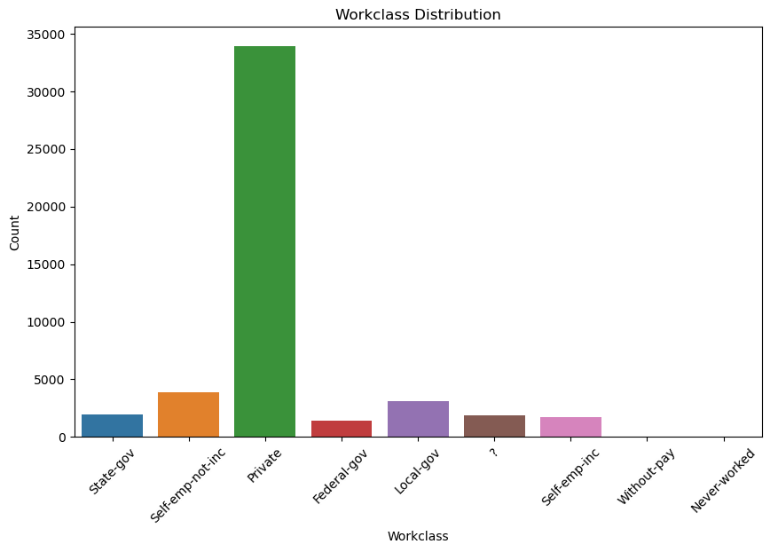 Workclass Distribution
35000
30000
25000
20000
15000
10000
5000
0
Count
State-gov
Self-emp-not-inc
Private
Federal-gov
Local-gov
?
Self-emp-inc
Without-pay
Never-worked
Workclass